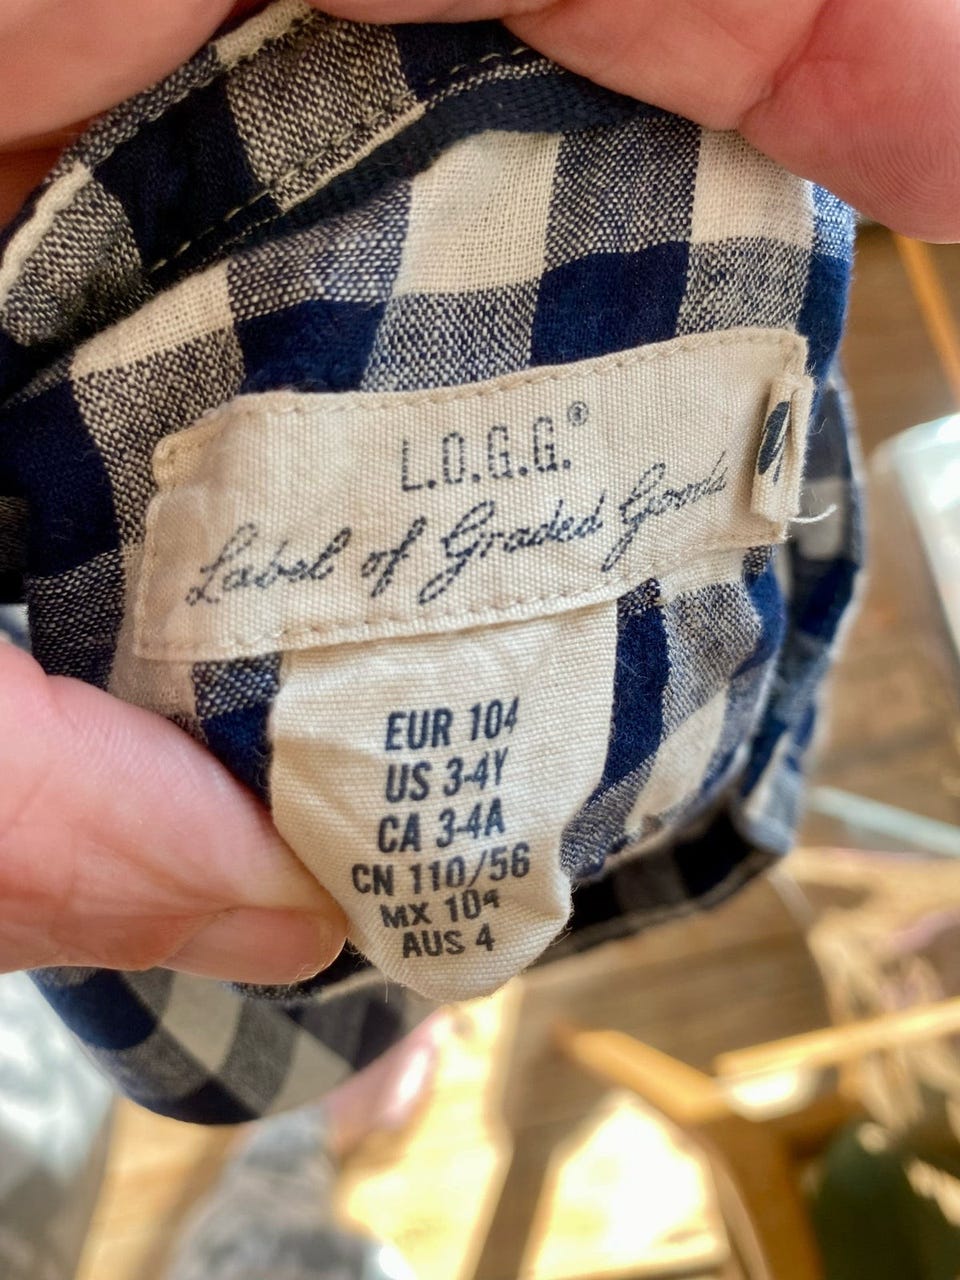 L.O.G.G.®
Label of Graded Goods
EUR 104
US 3-4Y
CA 3-4A
CN 110/56
MX 104
AUS 4